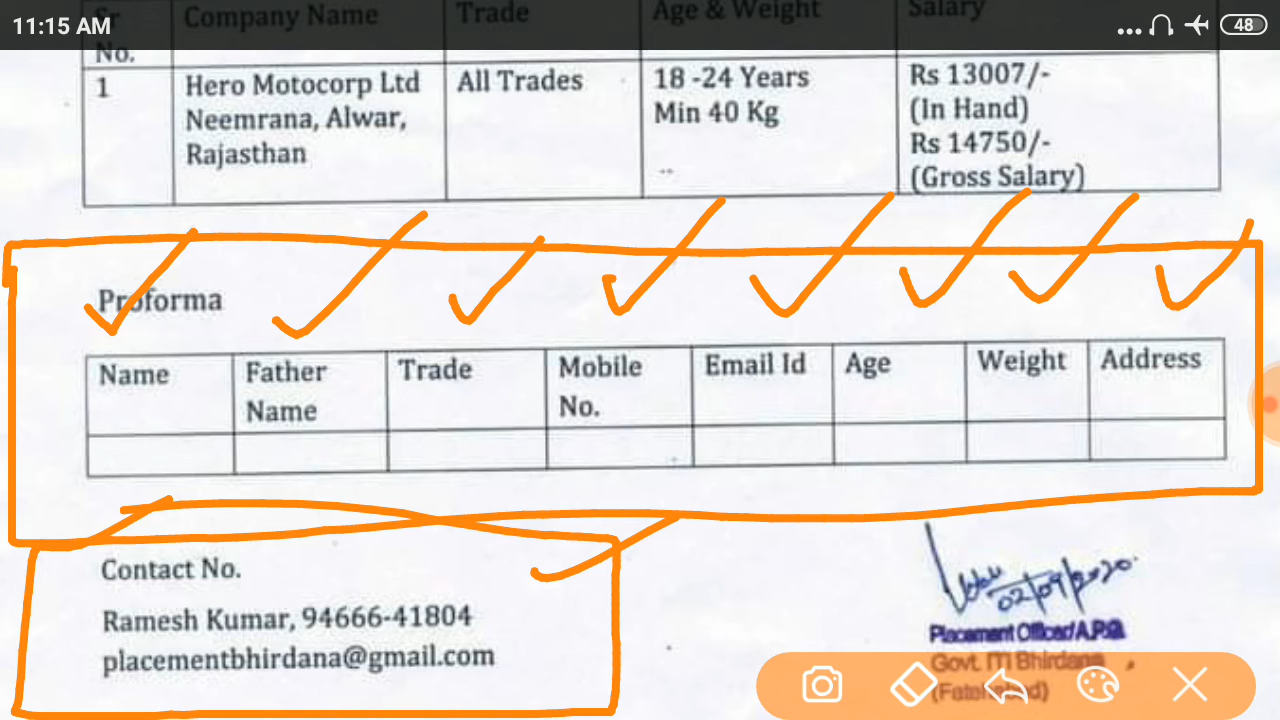 11:15 AM
48
Sr No.
Company Name
Trade
Age & Weight
Salary
1
Hero Motocorp Ltd
Neemrana, Alwar,
Rajasthan
All Trades
18 -24 Years
Min 40 Kg
Rs 13007/-
(In Hand)
Rs 14750/-
(Gross Salary)
Proforma
Name
Father
Name
Trade
Mobile
No.
Email Id
Age
Weight
Address
Contact No.
Ramesh Kumar, 94666-41804
placementbhirdana@gmail.com
02/09/2020
Placement Officer/A.P.O
Govt. ITI Bhirdana
(Fatehabad)